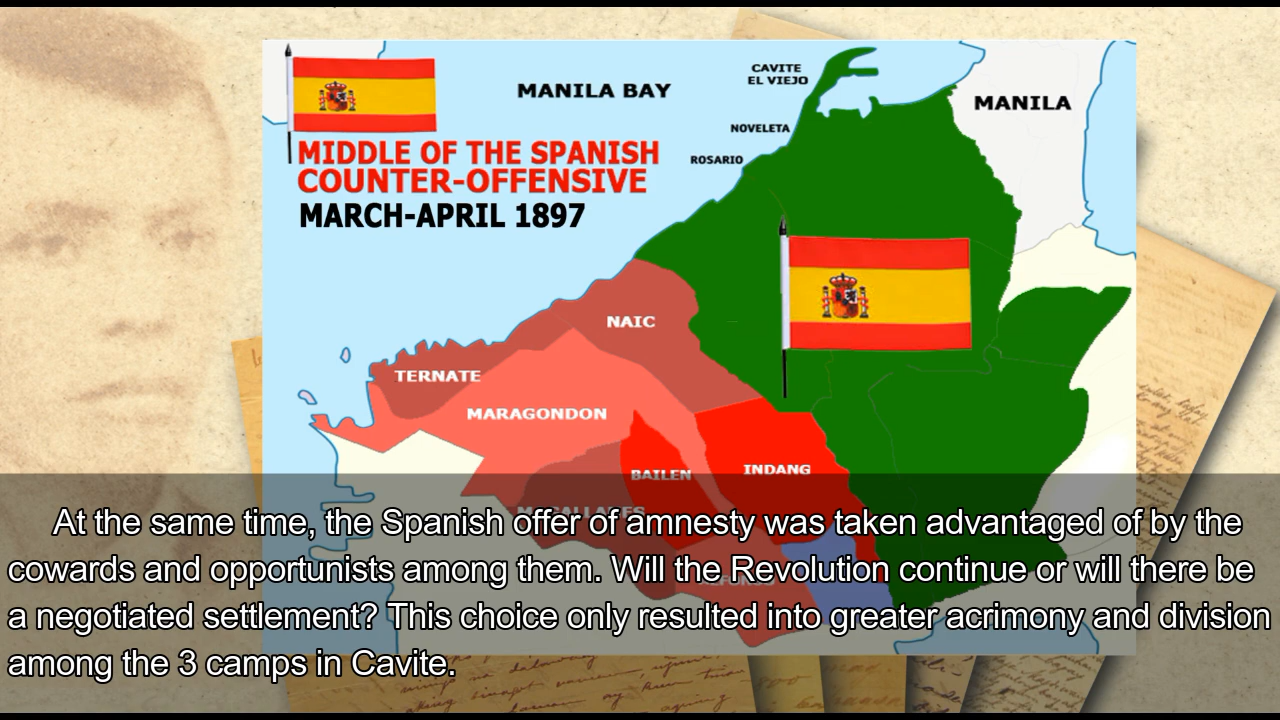 CAVITE
EL VIEJO
MANILA BAY
MANILA
NOVELETA
ROSARIO
MIDDLE OF THE SPANISH
COUNTER-OFFENSIVE
MARCH-APRIL 1897
NAIC
TERNATE
MARAGONDON
BAILEN
INDANG
At the same time, the Spanish offer of amnesty was taken advantaged of by the
cowards and opportunists among them. Will the Revolution continue or will there be
a negotiated settlement? This choice only resulted into greater acrimony and division
among the 3 camps in Cavite.